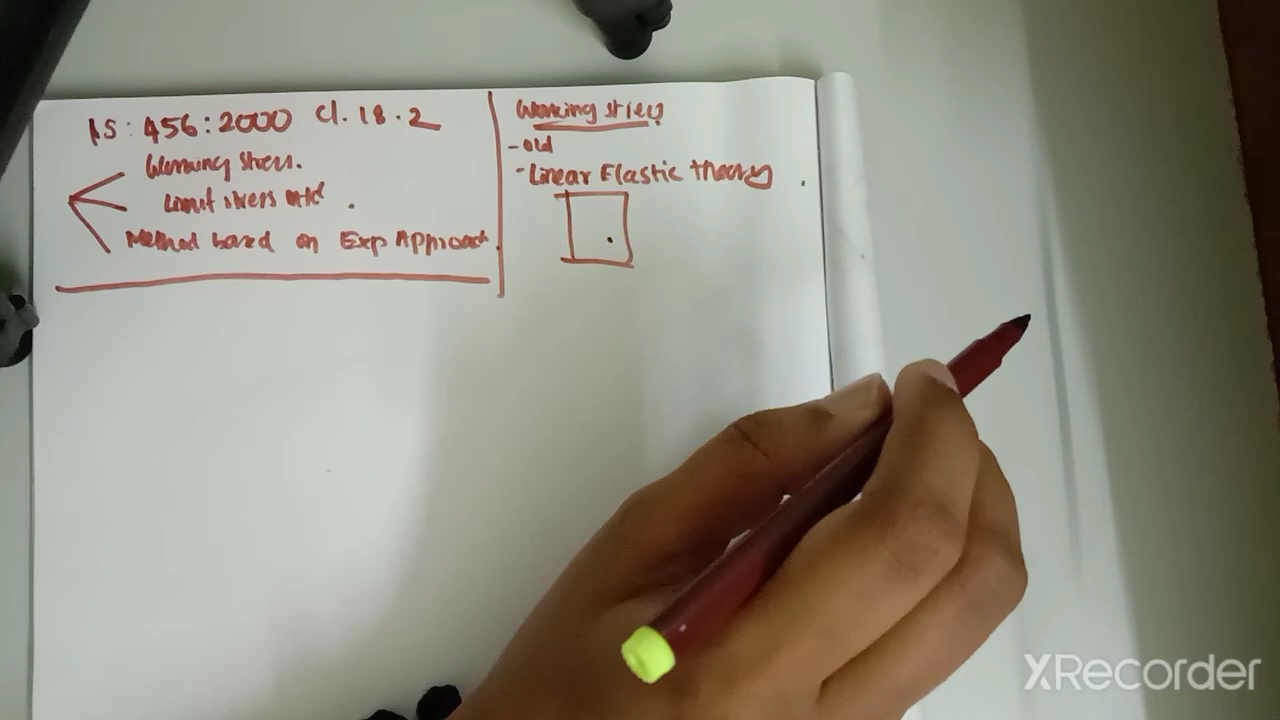 IS: 456:2000 Cl. 18.2
Working stress.
Limit stress mtd.
Method based on Exp Approach
Working stress
- Old
- Linear Elastic theory
XRecorder